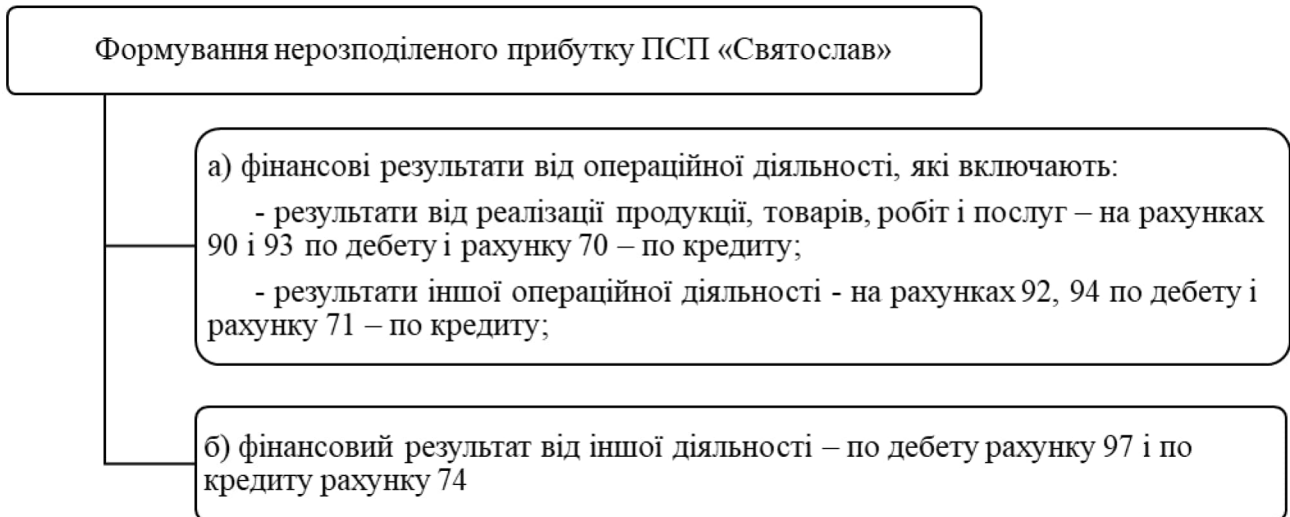 Формування нерозподіленого прибутку ПСП «Святослав»
а) фінансові результати від операційної діяльності, які включають:
- результати від реалізації продукції, товарів, робіт і послуг – на рахунках
90 і 93 по дебету і рахунку 70 – по кредиту;
- результати іншої операційної діяльності - на рахунках 92, 94 по дебету і
рахунку 71 – по кредиту;
б) фінансовий результат від іншої діяльності – по дебету рахунку 97 і по
кредиту рахунку 74